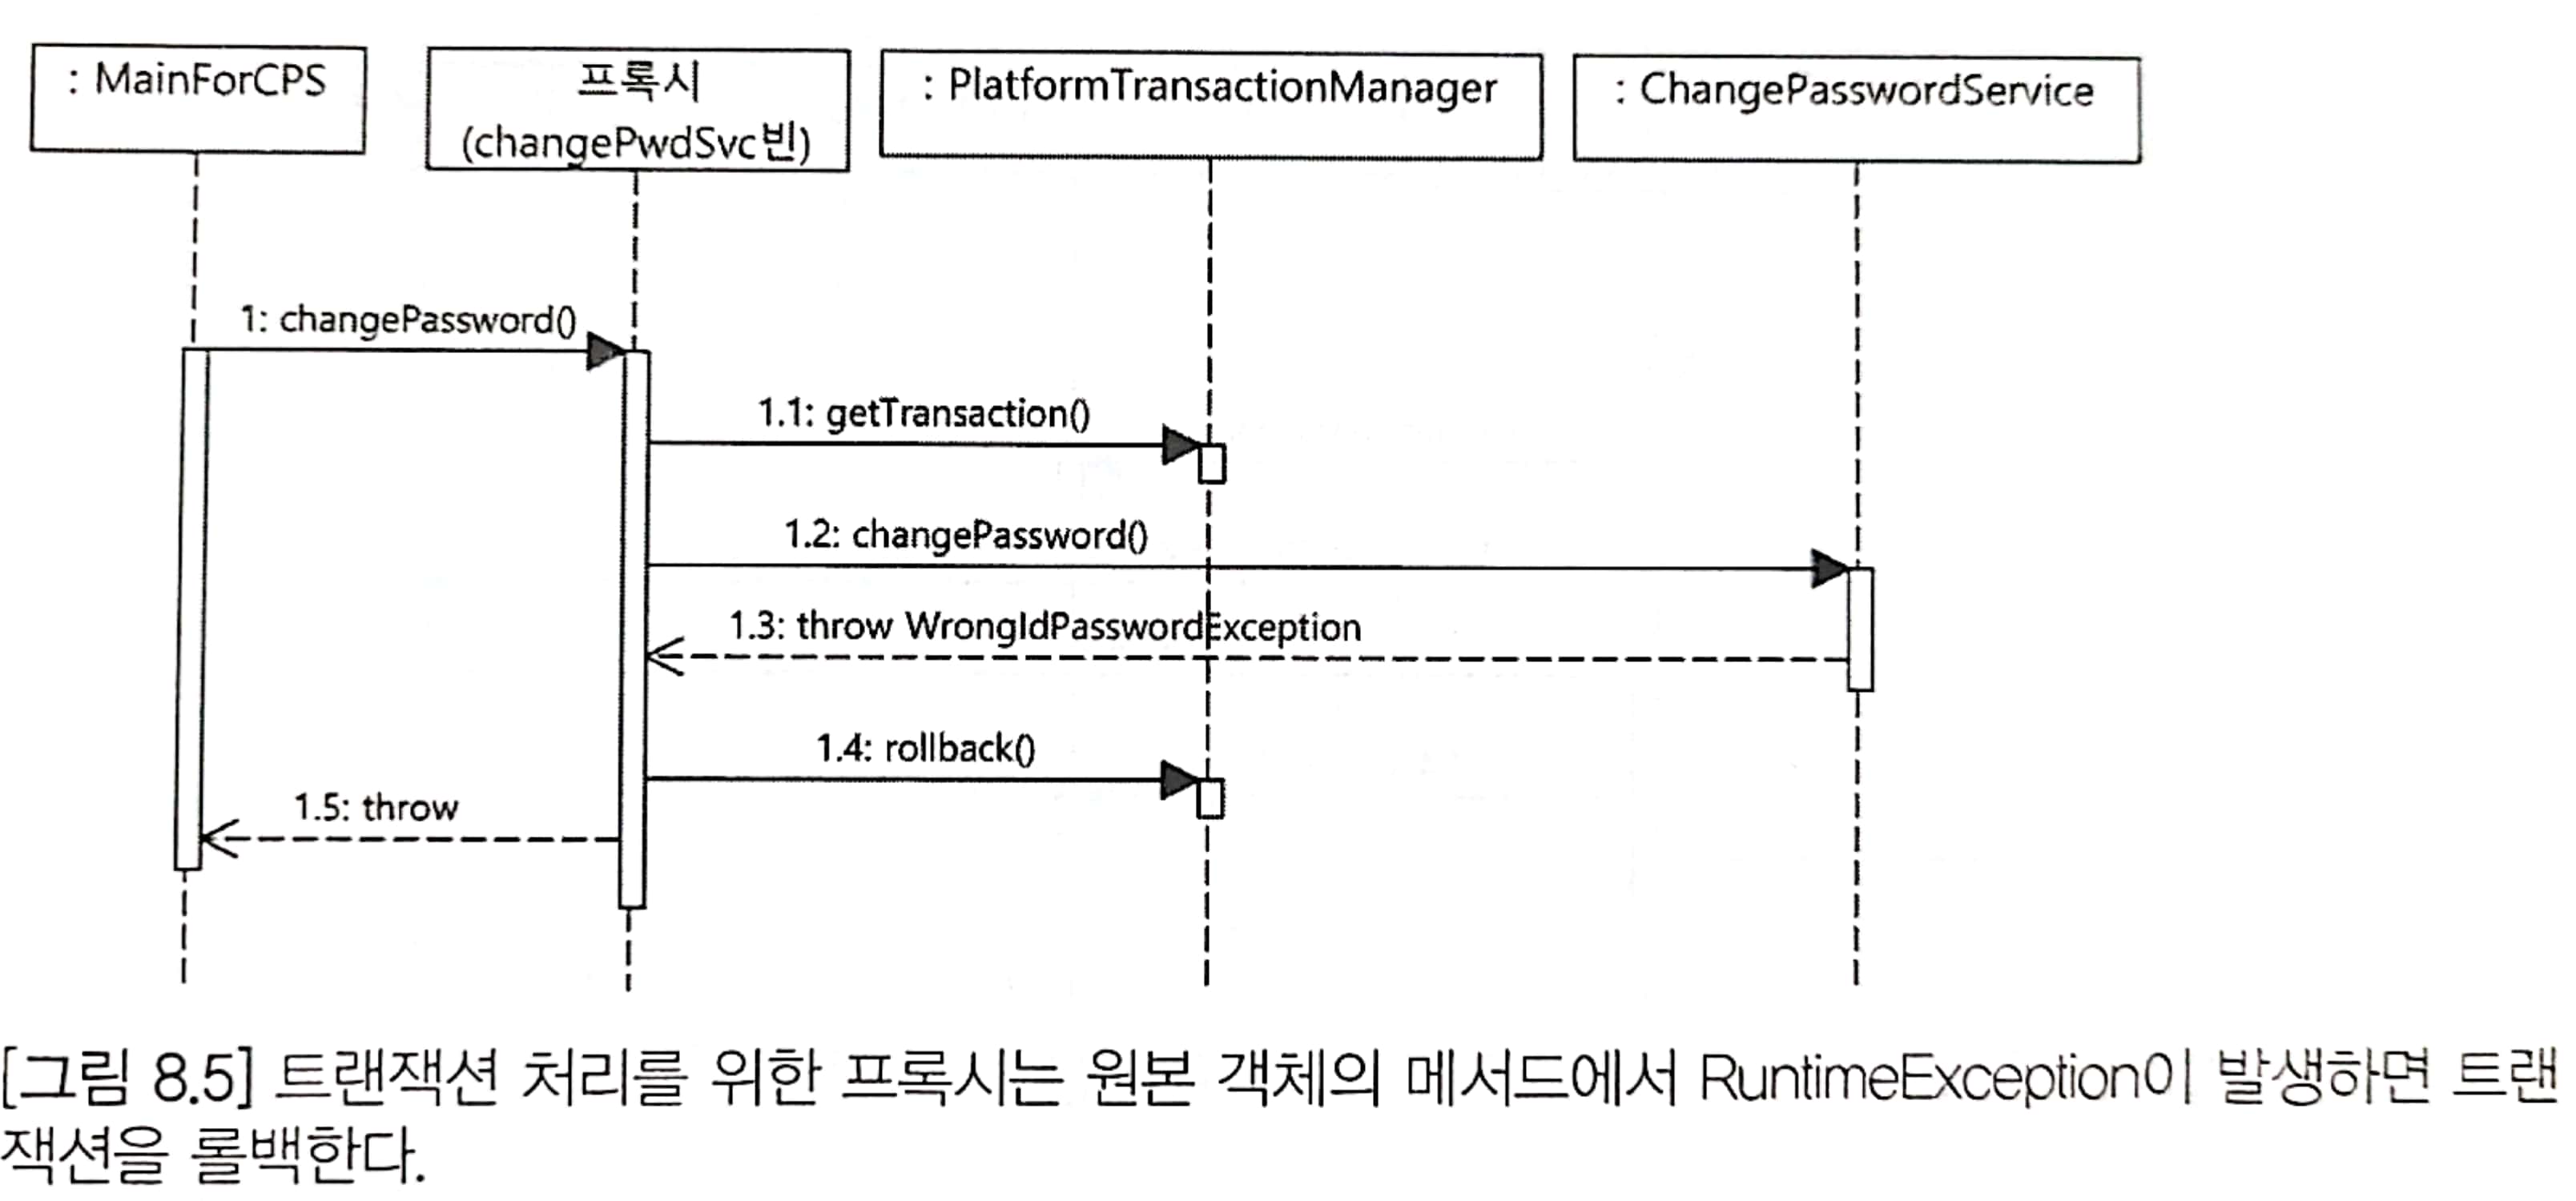 : MainForCPS
프록시
(changePwdSvc빈)
: PlatformTransactionManager
: ChangePasswordService
1: changePassword()
1.1: getTransaction()
1.2: changePassword()
1.3: throw WrongIdPasswordException
1.4: rollback()
1.5: throw
[그림 8.5] 트랜잭션 처리를 위한 프록시는 원본 객체의 메서드에서 RuntimeException이 발생하면 트랜
잭션을 롤백한다.